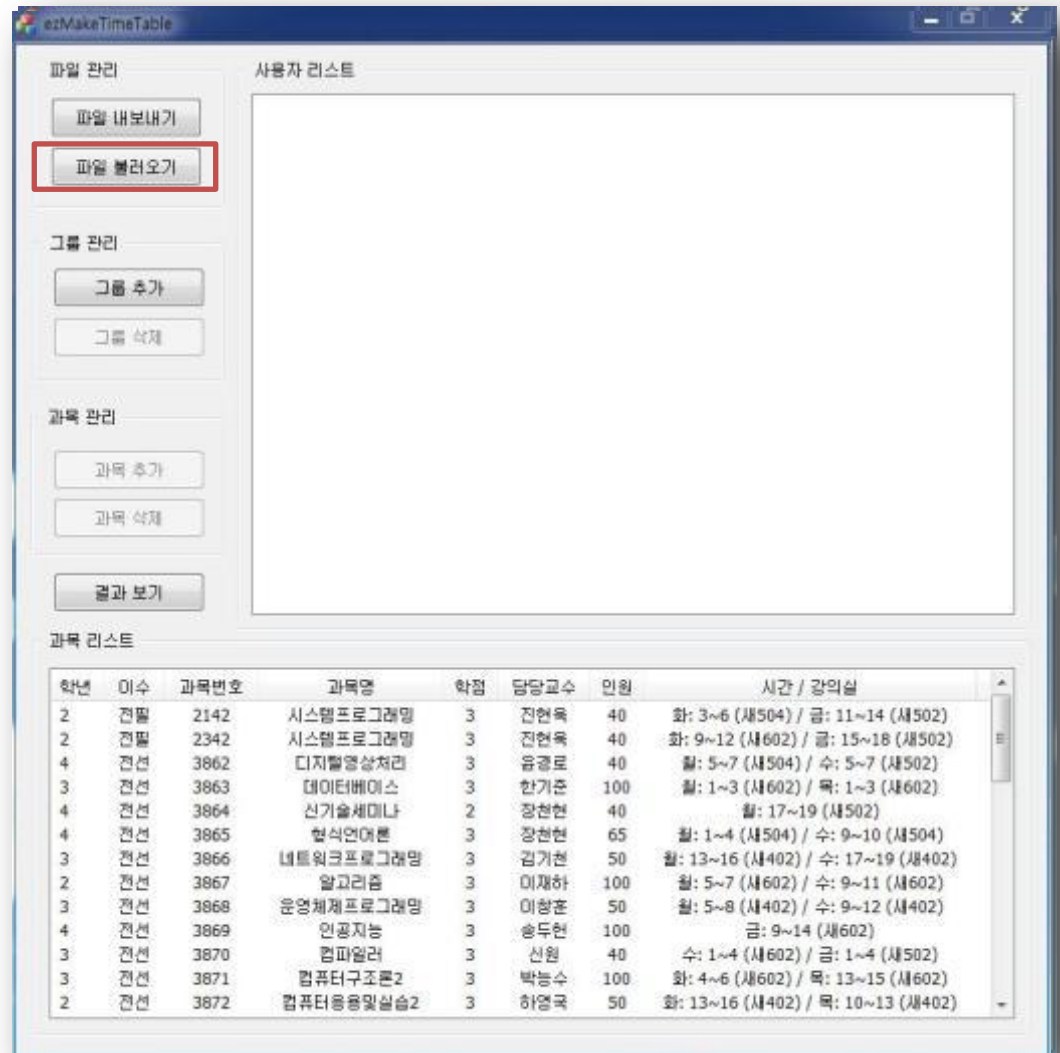 ezMakeTimeTable
파일 관리
파일 내보내기
파일 불러오기
그룹 관리
그룹 추가
그룹 삭제
과목 관리
과목 추가
과목 삭제
결과 보기
사용자 리스트
과목 리스트
학년 이수 과목번호 과목명 학점 담당교수 인원 시간 / 강의실
2 전필 2142 시스템프로그래밍 3 진현욱 40 화: 3~6 (새504) / 금: 11~14 (새502)
2 전필 2342 시스템프로그래밍 3 진현욱 40 화: 9~12 (새602) / 금: 15~18 (새502)
4 전선 3862 디지털영상처리 3 윤경로 40 월: 5~7 (새504) / 수: 5~7 (새502)
3 전선 3863 데이터베이스 3 한기준 100 월: 1~3 (새602) / 목: 1~3 (새602)
4 전선 3864 신기술세미나 2 장천현 40 월: 17~19 (새502)
4 전선 3865 형식언어론 3 장천현 65 월: 1~4 (새504) / 수: 9~10 (새504)
3 전선 3866 네트워크프로그래밍 3 김기천 50 월: 13~16 (새402) / 수: 17~19 (새402)
2 전선 3867 알고리즘 3 이재하 100 월: 5~7 (새602) / 수: 9~11 (새602)
3 전선 3868 운영체제프로그래밍 3 이창훈 50 월: 5~8 (새402) / 수: 9~12 (새402)
4 전선 3869 인공지능 3 송두헌 100 금: 9~14 (새602)
3 전선 3870 컴파일러 3 신원 40 수: 1~4 (새602) / 금: 1~4 (새502)
3 전선 3871 컴퓨터구조론2 3 박능수 100 화: 4~6 (새602) / 목: 13~15 (새602)
2 전선 3872 컴퓨터응용및실습2 3 하영국 50 화: 13~16 (새402) / 목: 10~13 (새402)